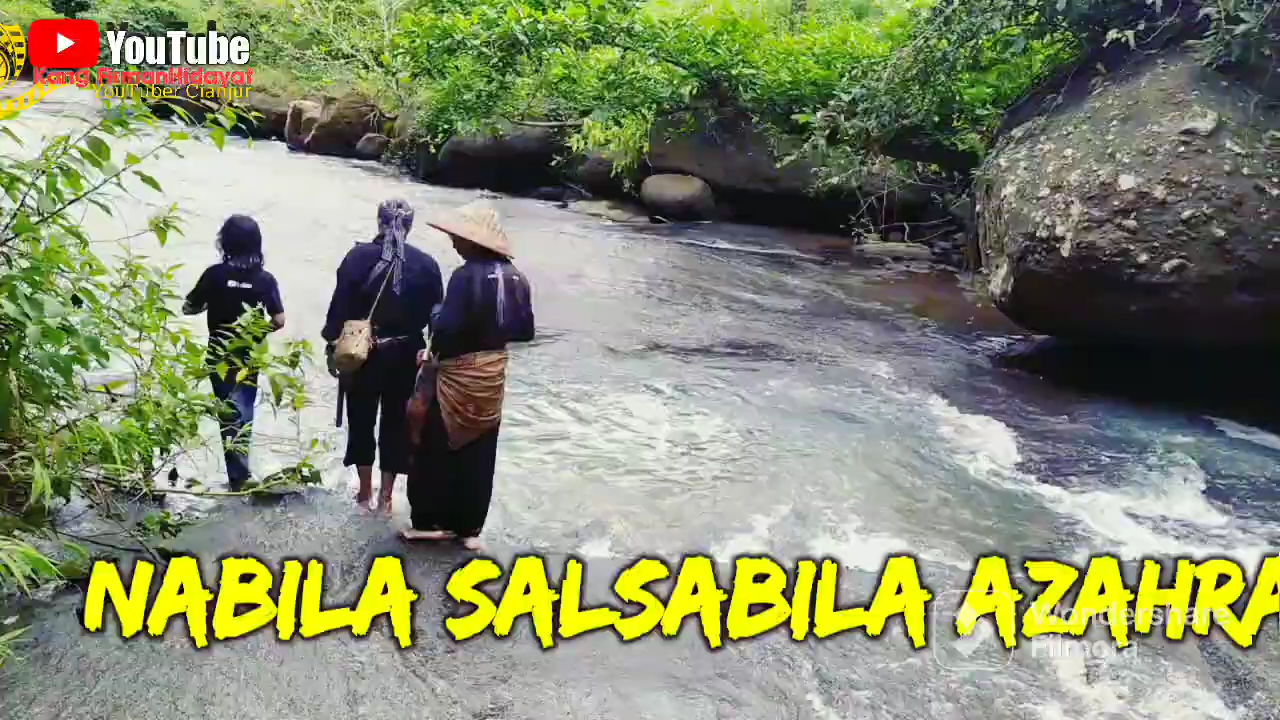 YouTube
Kang FirmanHidayat
YouTuber Cianjur
NABILA SALSABILA AZAHRA
Wondershare
Filmora